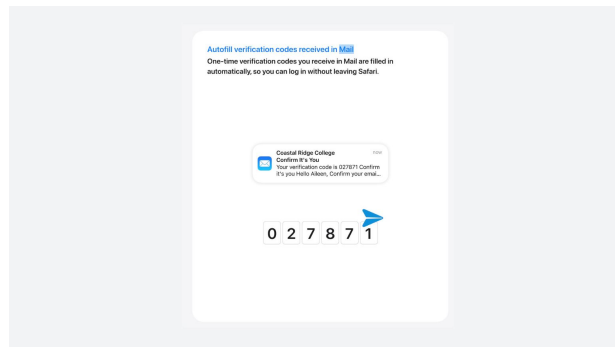 Autofill verification codes received in Mail
One-time verification codes you receive in Mail are filled in
automatically, so you can log in without leaving Safari.
Coastal Ridge College now
Confirm It's You
Your verification code is 027871 Confirm
it's you Hello Aileen, Confirm your emai...
0 2 7 8 7 1